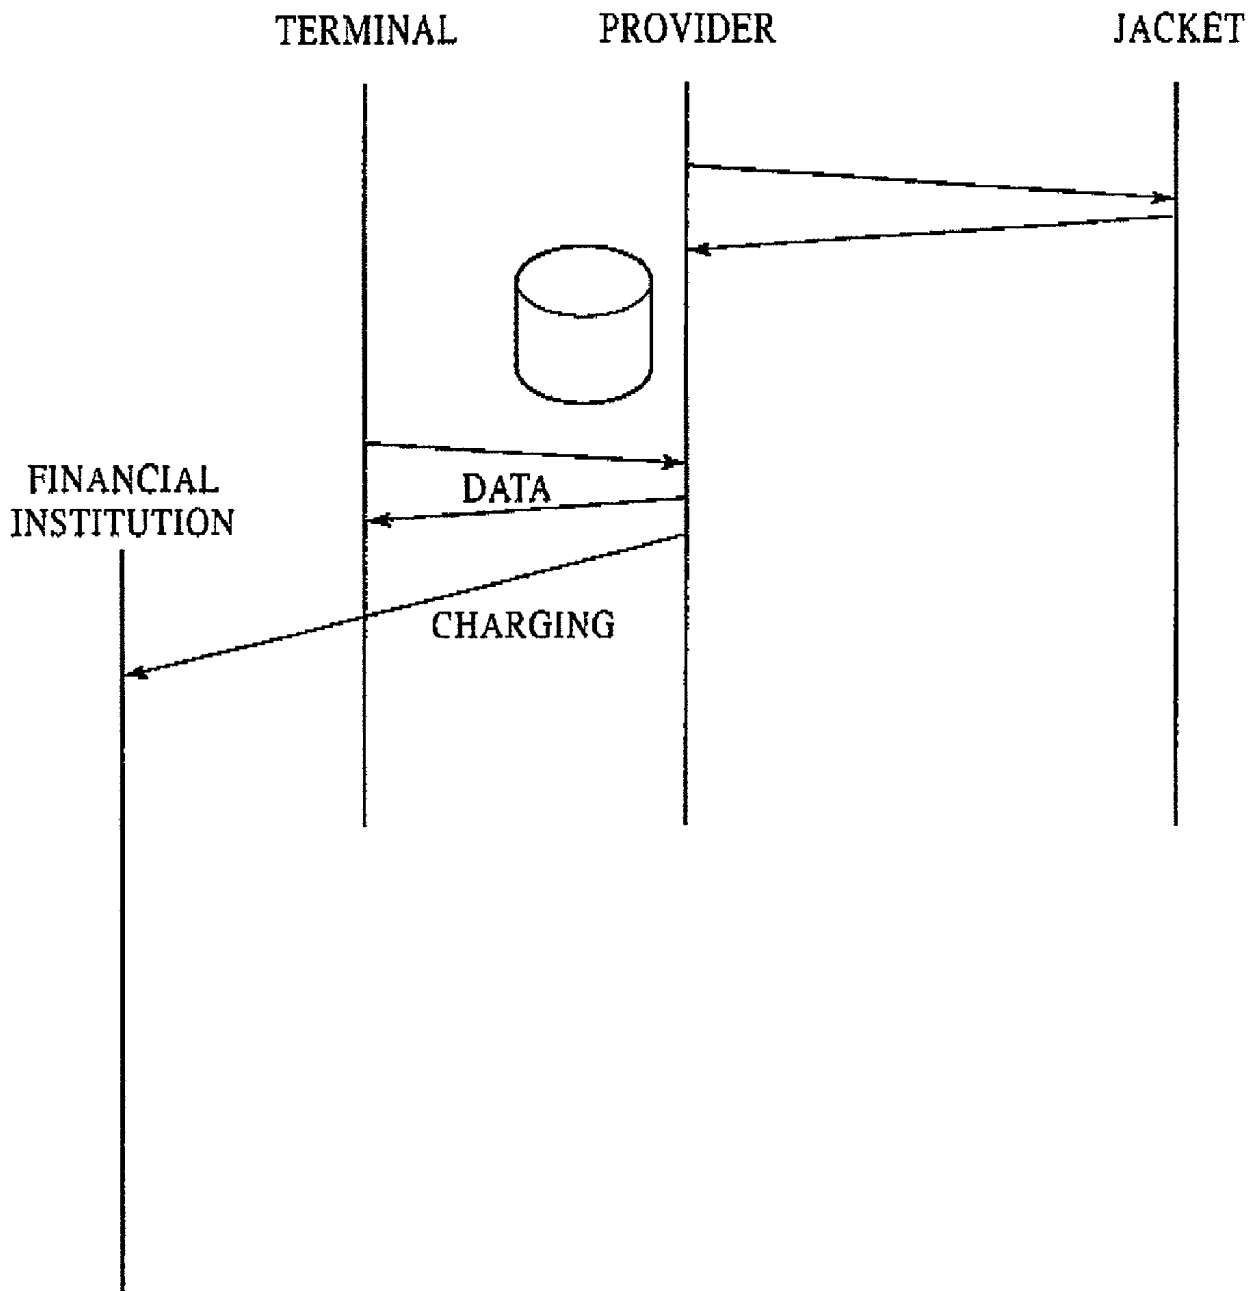 TERMINAL
PROVIDER
JACKET
FINANCIAL
INSTITUTION
DATA
CHARGING